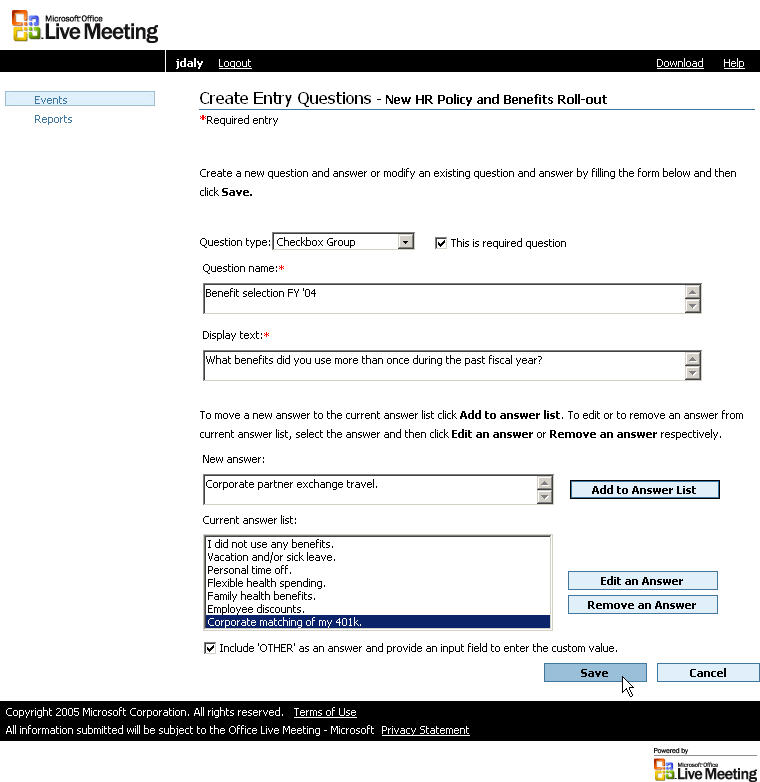 Microsoft Office
Live Meeting
jdaly Logout Download Help
Events
Reports
Create Entry Questions - New HR Policy and Benefits Roll-out
*Required entry
Create a new question and answer or modify an existing question and answer by filling the form below and then
click Save.
Question type: Checkbox Group This is required question
Question name:*
Benefit selection FY '04
Display text:*
What benefits did you use more than once during the past fiscal year?
To move a new answer to the current answer list click Add to answer list. To edit or to remove an answer from
current answer list, select the answer and then click Edit an answer or Remove an answer respectively.
New answer:
Corporate partner exchange travel.
Add to Answer List
Current answer list:
I did not use any benefits.
Vacation and/or sick leave.
Personal time off.
Flexible health spending.
Family health benefits.
Employee discounts.
Corporate matching of my 401k.
Edit an Answer
Remove an Answer
Include 'OTHER' as an answer and provide an input field to enter the custom value.
Save Cancel
Copyright 2005 Microsoft Corporation. All rights reserved. Terms of Use
All information submitted will be subject to the Office Live Meeting - Microsoft Privacy Statement
Powered by
Microsoft Office
Live Meeting